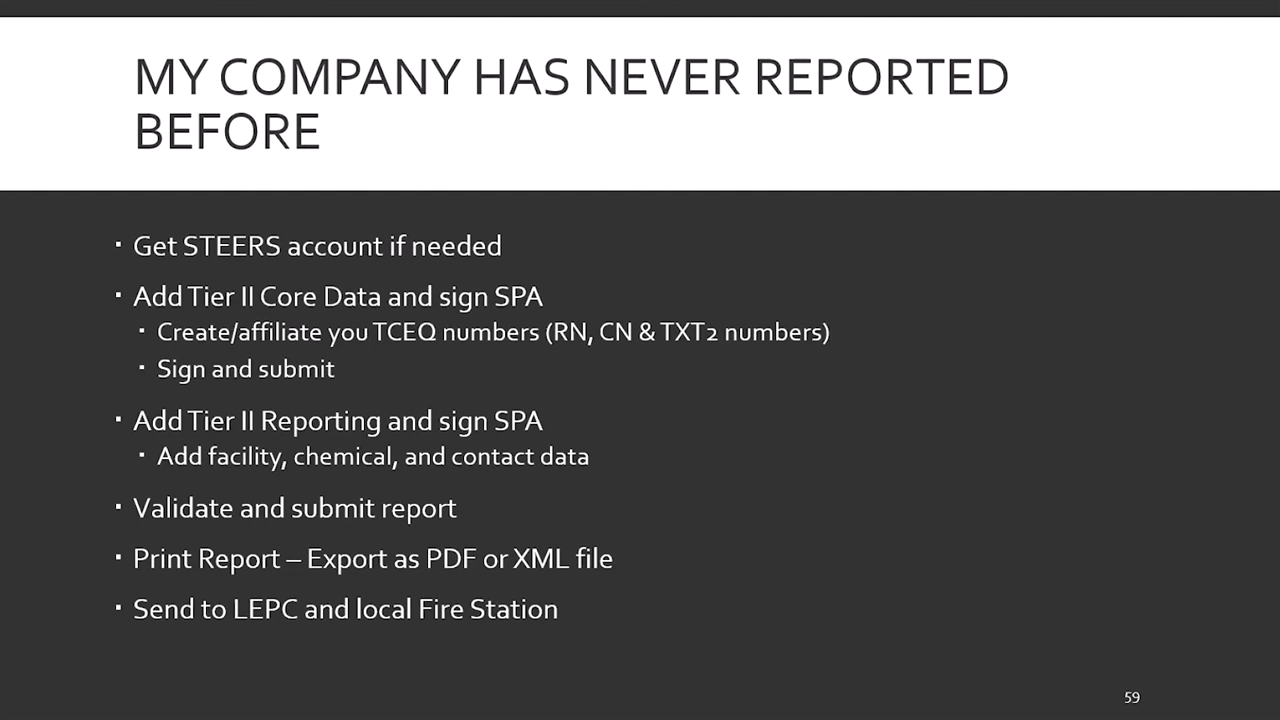 MY COMPANY HAS NEVER REPORTED
BEFORE
▪ Get STEERS account if needed
▪ Add Tier II Core Data and sign SPA
▪ Create/affiliate you TCEQ numbers (RN, CN & TXT2 numbers)
▪ Sign and submit
▪ Add Tier II Reporting and sign SPA
▪ Add facility, chemical, and contact data
▪ Validate and submit report
▪ Print Report – Export as PDF or XML file
▪ Send to LEPC and local Fire Station
59